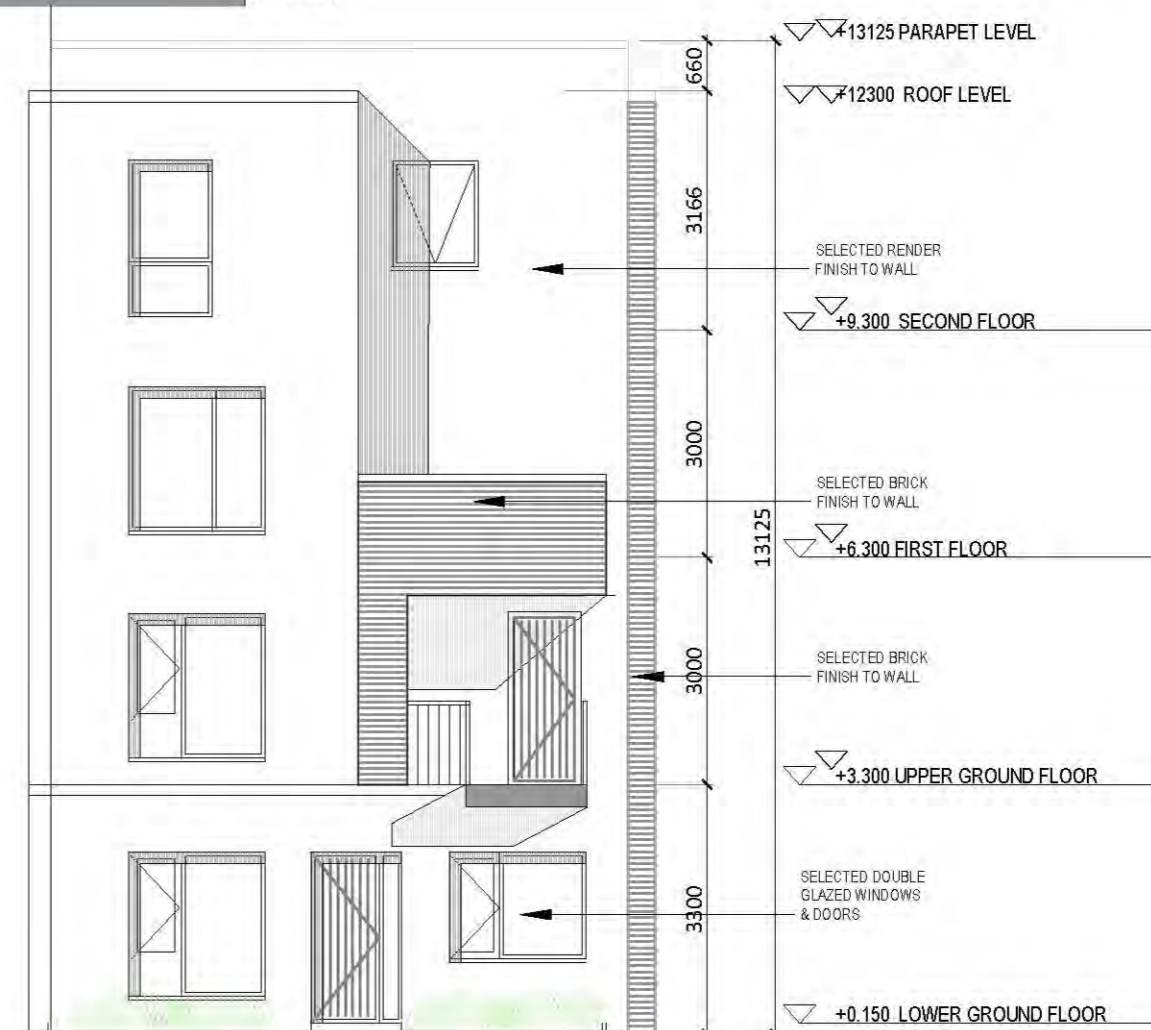 +13125 PARAPET LEVEL
660
+12300 ROOF LEVEL
3166
SELECTED RENDER
FINISH TO WALL
+9.300 SECOND FLOOR
3000
SELECTED BRICK
FINISH TO WALL
13125
+6.300 FIRST FLOOR
3000
SELECTED BRICK
FINISH TO WALL
+3.300 UPPER GROUND FLOOR
3300
SELECTED DOUBLE
GLAZED WINDOWS
& DOORS
+0.150 LOWER GROUND FLOOR